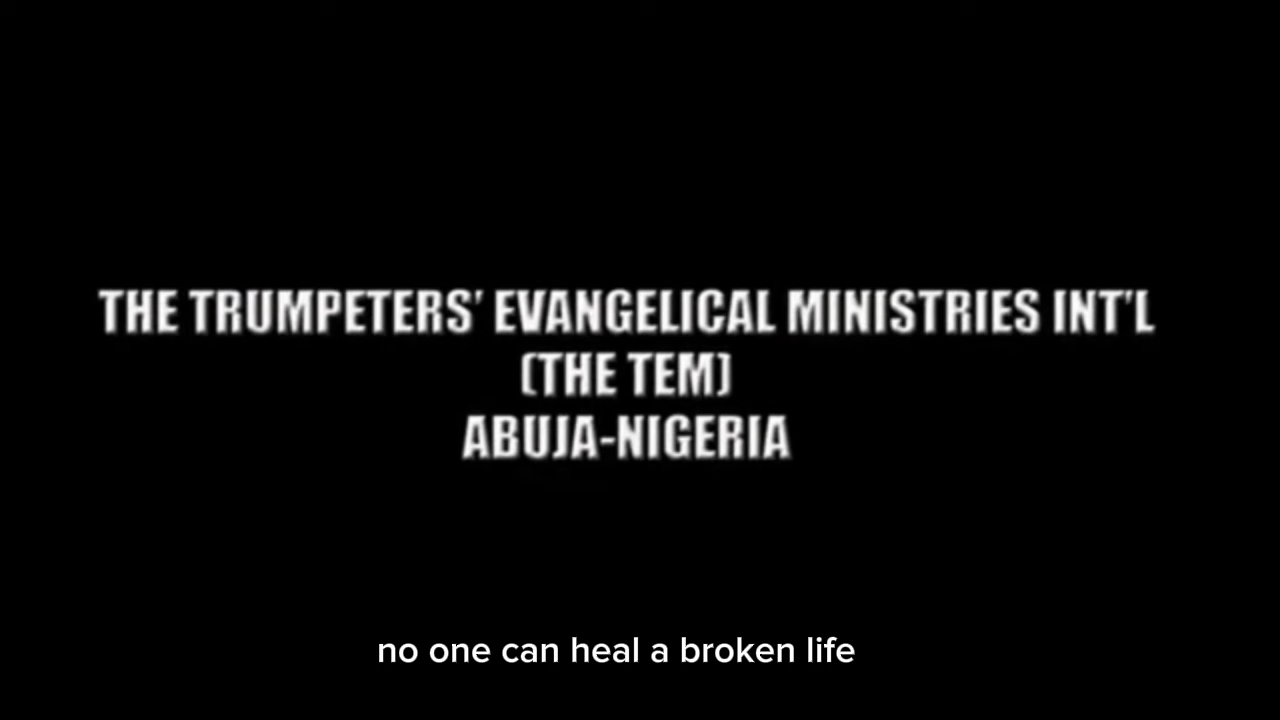 THE TRUMPETERS' EVANGELICAL MINISTRIES INT'L
(THE TEM)
ABUJA-NIGERIA
no one can heal a broken life